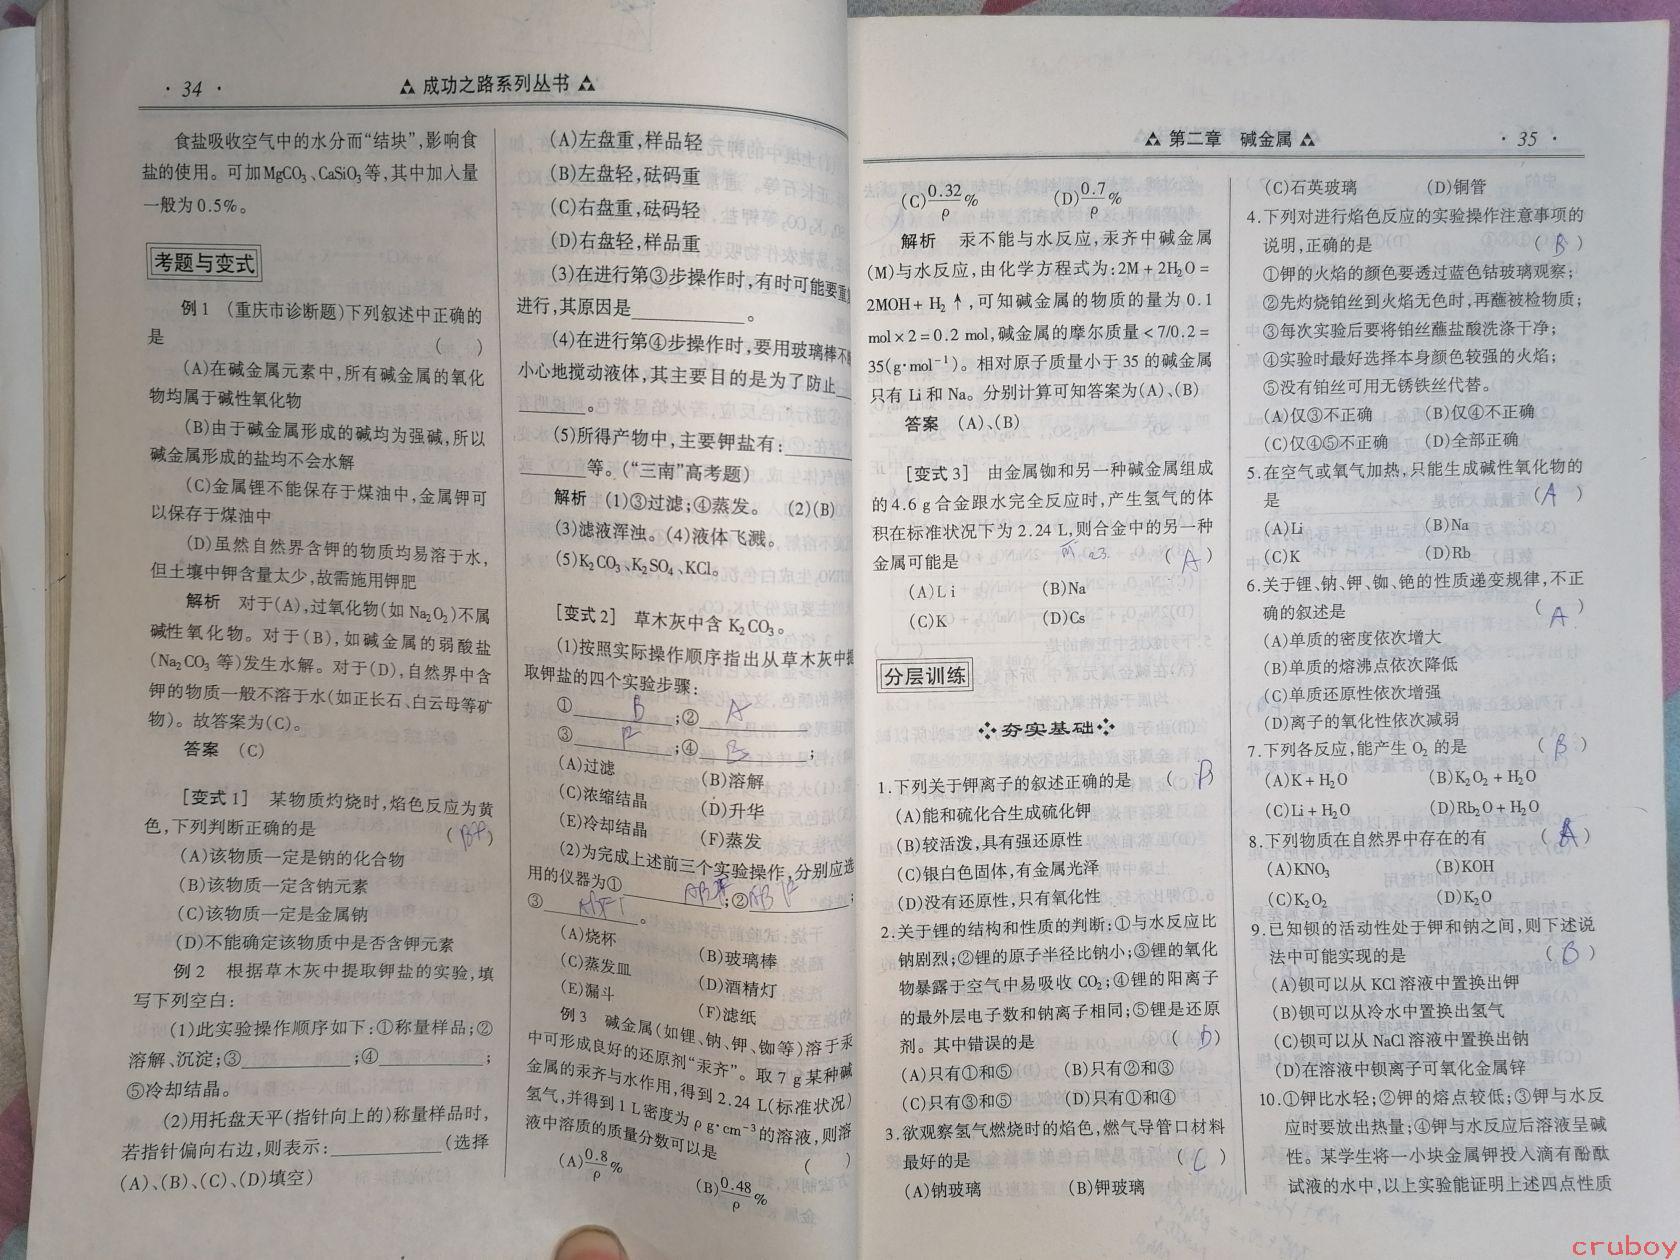 · 34 ·
成功之路系列丛书
食盐吸收空气中的水分而“结块”,影响食
盐的使用。可加MgCO₃、CaSiO₃等,其中加入量
一般为0.5%。
考题与变式
例1 (重庆市诊断题)下列叙述中正确的
是 ( )
(A)在碱金属元素中,所有碱金属的氧化
物均属于碱性氧化物
(B)由于碱金属形成的碱均为强碱,所以
碱金属形成的盐均不会水解
(C)金属锂不能保存于煤油中,金属钾可
以保存于煤油中
(D)虽然自然界含钾的物质均易溶于水,
但土壤中钾含量太少,故需施用钾肥
解析 对于(A),过氧化物(如Na₂O₂)不属
碱性氧化物。对于(B),如碱金属的弱酸盐
(Na₂CO₃等)发生水解。对于(D),自然界中含
钾的物质一般不溶于水(如正长石、白云母等矿
物)。故答案为(C)。
答案 (C)
[变式1] 某物质灼烧时,焰色反应为黄
色,下列判断正确的是 ( )
(A)该物质一定是钠的化合物
(B)该物质一定含钠元素
(C)该物质一定是金属钠
(D)不能确定该物质中是否含钾元素
例2 根据草木灰中提取钾盐的实验,填
写下列空白:
(1)此实验操作顺序如下:①称量样品;②
溶解、沉淀;③ ;④ ;
⑤冷却结晶。
(2)用托盘天平(指针向上的)称量样品时,
若指针偏向右边,则表示: (选择
(A)、(B)、(C)、(D)填空)
(A)左盘重,样品轻
(B)左盘轻,砝码重
(C)右盘重,砝码轻
(D)右盘轻,样品重
(3)在进行第③步操作时,有时可能要重
进行,其原因是 。
(4)在进行第④步操作时,要用玻璃棒不
小心地搅动液体,其主要目的是为了防止
。
(5)所得产物中,主要钾盐有:
等。(“三南”高考题)
解析 (1)③过滤;④蒸发。 (2)(B)
(3)滤液浑浊。(4)液体飞溅。
(5)K₂CO₃、K₂SO₄、KCl。
[变式2] 草木灰中含K₂CO₃。
(1)按照实际操作顺序指出从草木灰中提
取钾盐的四个实验步骤:
① B ;② A
③ F ;④ E ;
(A)过滤 (B)溶解
(C)浓缩结晶 (D)升华
(E)冷却结晶 (F)蒸发
(2)为完成上述前三个实验操作,分别应选
用的仪器为① ;② ;
③ 。
(A)烧杯 (B)玻璃棒
(C)蒸发皿 (D)酒精灯
(E)漏斗 (F)滤纸
例3 碱金属(如锂、钠、钾、铷等)溶于汞
中可形成良好的还原剂“汞齐”。取7 g某种碱
金属的汞齐与水作用,得到2.24 L(标准状况)
氢气,并得到1 L密度为ρ g·cm⁻³的溶液,则溶
液中溶质的质量分数可以是 ( )
(A)0.8/ρ% (B)0.48/ρ%
第二章 碱金属
· 35 ·
(C)0.32/ρ% (D)0.7/ρ%
解析 汞不能与水反应,汞齐中碱金属
(M)与水反应,由化学方程式为:2M+2H₂O=
2MOH+H₂↑,可知碱金属的物质的量为0.1
mol×2=0.2 mol,碱金属的摩尔质量<7/0.2=
35(g·mol⁻¹)。相对原子质量小于35的碱金属
只有Li和Na。分别计算可知答案为(A)、(B)
答案 (A)、(B)
[变式3] 由金属铷和另一种碱金属组成
的4.6 g合金跟水完全反应时,产生氢气的体
积在标准状况下为2.24 L,则合金中的另一种
金属可能是 ( A )
(A)Li (B)Na
(C)K (D)Cs
分层训练
夯实基础
1.下列关于钾离子的叙述正确的是 ( B
(A)能和硫化合生成硫化钾
(B)较活泼,具有强还原性
(C)银白色固体,有金属光泽
(D)没有还原性,只有氧化性
2.关于锂的结构和性质的判断:①与水反应比
钠剧烈;②锂的原子半径比钠小;③锂的氧化
物暴露于空气中易吸收CO₂;④锂的阳离子
的最外层电子数和钠离子相同;⑤锂是还原
剂。其中错误的是 ( D )
(A)只有①和⑤ (B)只有②和③
(C)只有③和⑤ (D)只有①和④
3.欲观察氢气燃烧时的焰色,燃气导管口材料
最好的是 ( C )
(A)钠玻璃 (B)钾玻璃
(C)石英玻璃 (D)铜管
4.下列对进行焰色反应的实验操作注意事项的
说明,正确的是 ( B )
①钾的火焰的颜色要透过蓝色钴玻璃观察;
②先灼烧铂丝到火焰无色时,再蘸被检物质;
③每次实验后要将铂丝蘸盐酸洗涤干净;
④实验时最好选择本身颜色较强的火焰;
⑤没有铂丝可用无锈铁丝代替。
(A)仅③不正确 (B)仅④不正确
(C)仅④⑤不正确 (D)全部正确
5.在空气或氧气加热,只能生成碱性氧化物的
是 ( A )
(A)Li (B)Na
(C)K (D)Rb
6.关于锂、钠、钾、铷、铯的性质递变规律,不正
确的叙述是 ( A )
(A)单质的密度依次增大
(B)单质的熔沸点依次降低
(C)单质还原性依次增强
(D)离子的氧化性依次减弱
7.下列各反应,能产生O₂的是 ( B )
(A)K+H₂O (B)K₂O₂+H₂O
(C)Li+H₂O (D)Rb₂O+H₂O
8.下列物质在自然界中存在的有 ( A )
(A)KNO₃ (B)KOH
(C)K₂O₂ (D)K₂O
9.已知钡的活动性处于钾和钠之间,则下述说
法中可能实现的是 ( B )
(A)钡可以从KCl溶液中置换出钾
(B)钡可以从冷水中置换出氢气
(C)钡可以从NaCl溶液中置换出钠
(D)在溶液中钡离子可氧化金属锌
10.①钾比水轻;②钾的熔点较低;③钾与水反
应时要放出热量;④钾与水反应后溶液呈碱
性。某学生将一小块金属钾投入滴有酚酞
试液的水中,以上实验能证明上述四点性质
cruboy